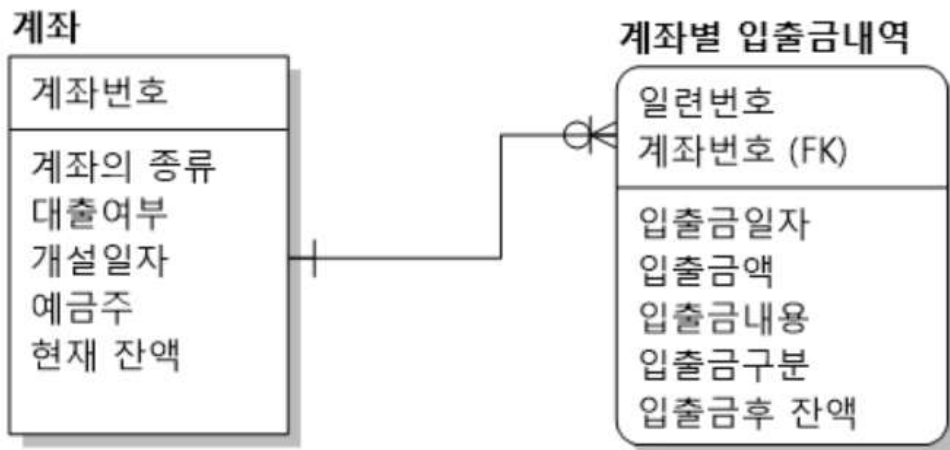 계좌
계좌번호
계좌의 종류
대출여부
개설일자
예금주
현재 잔액
계좌별 입출금내역
일련번호
계좌번호 (FK)
입출금일자
입출금액
입출금내용
입출금구분
입출금후 잔액